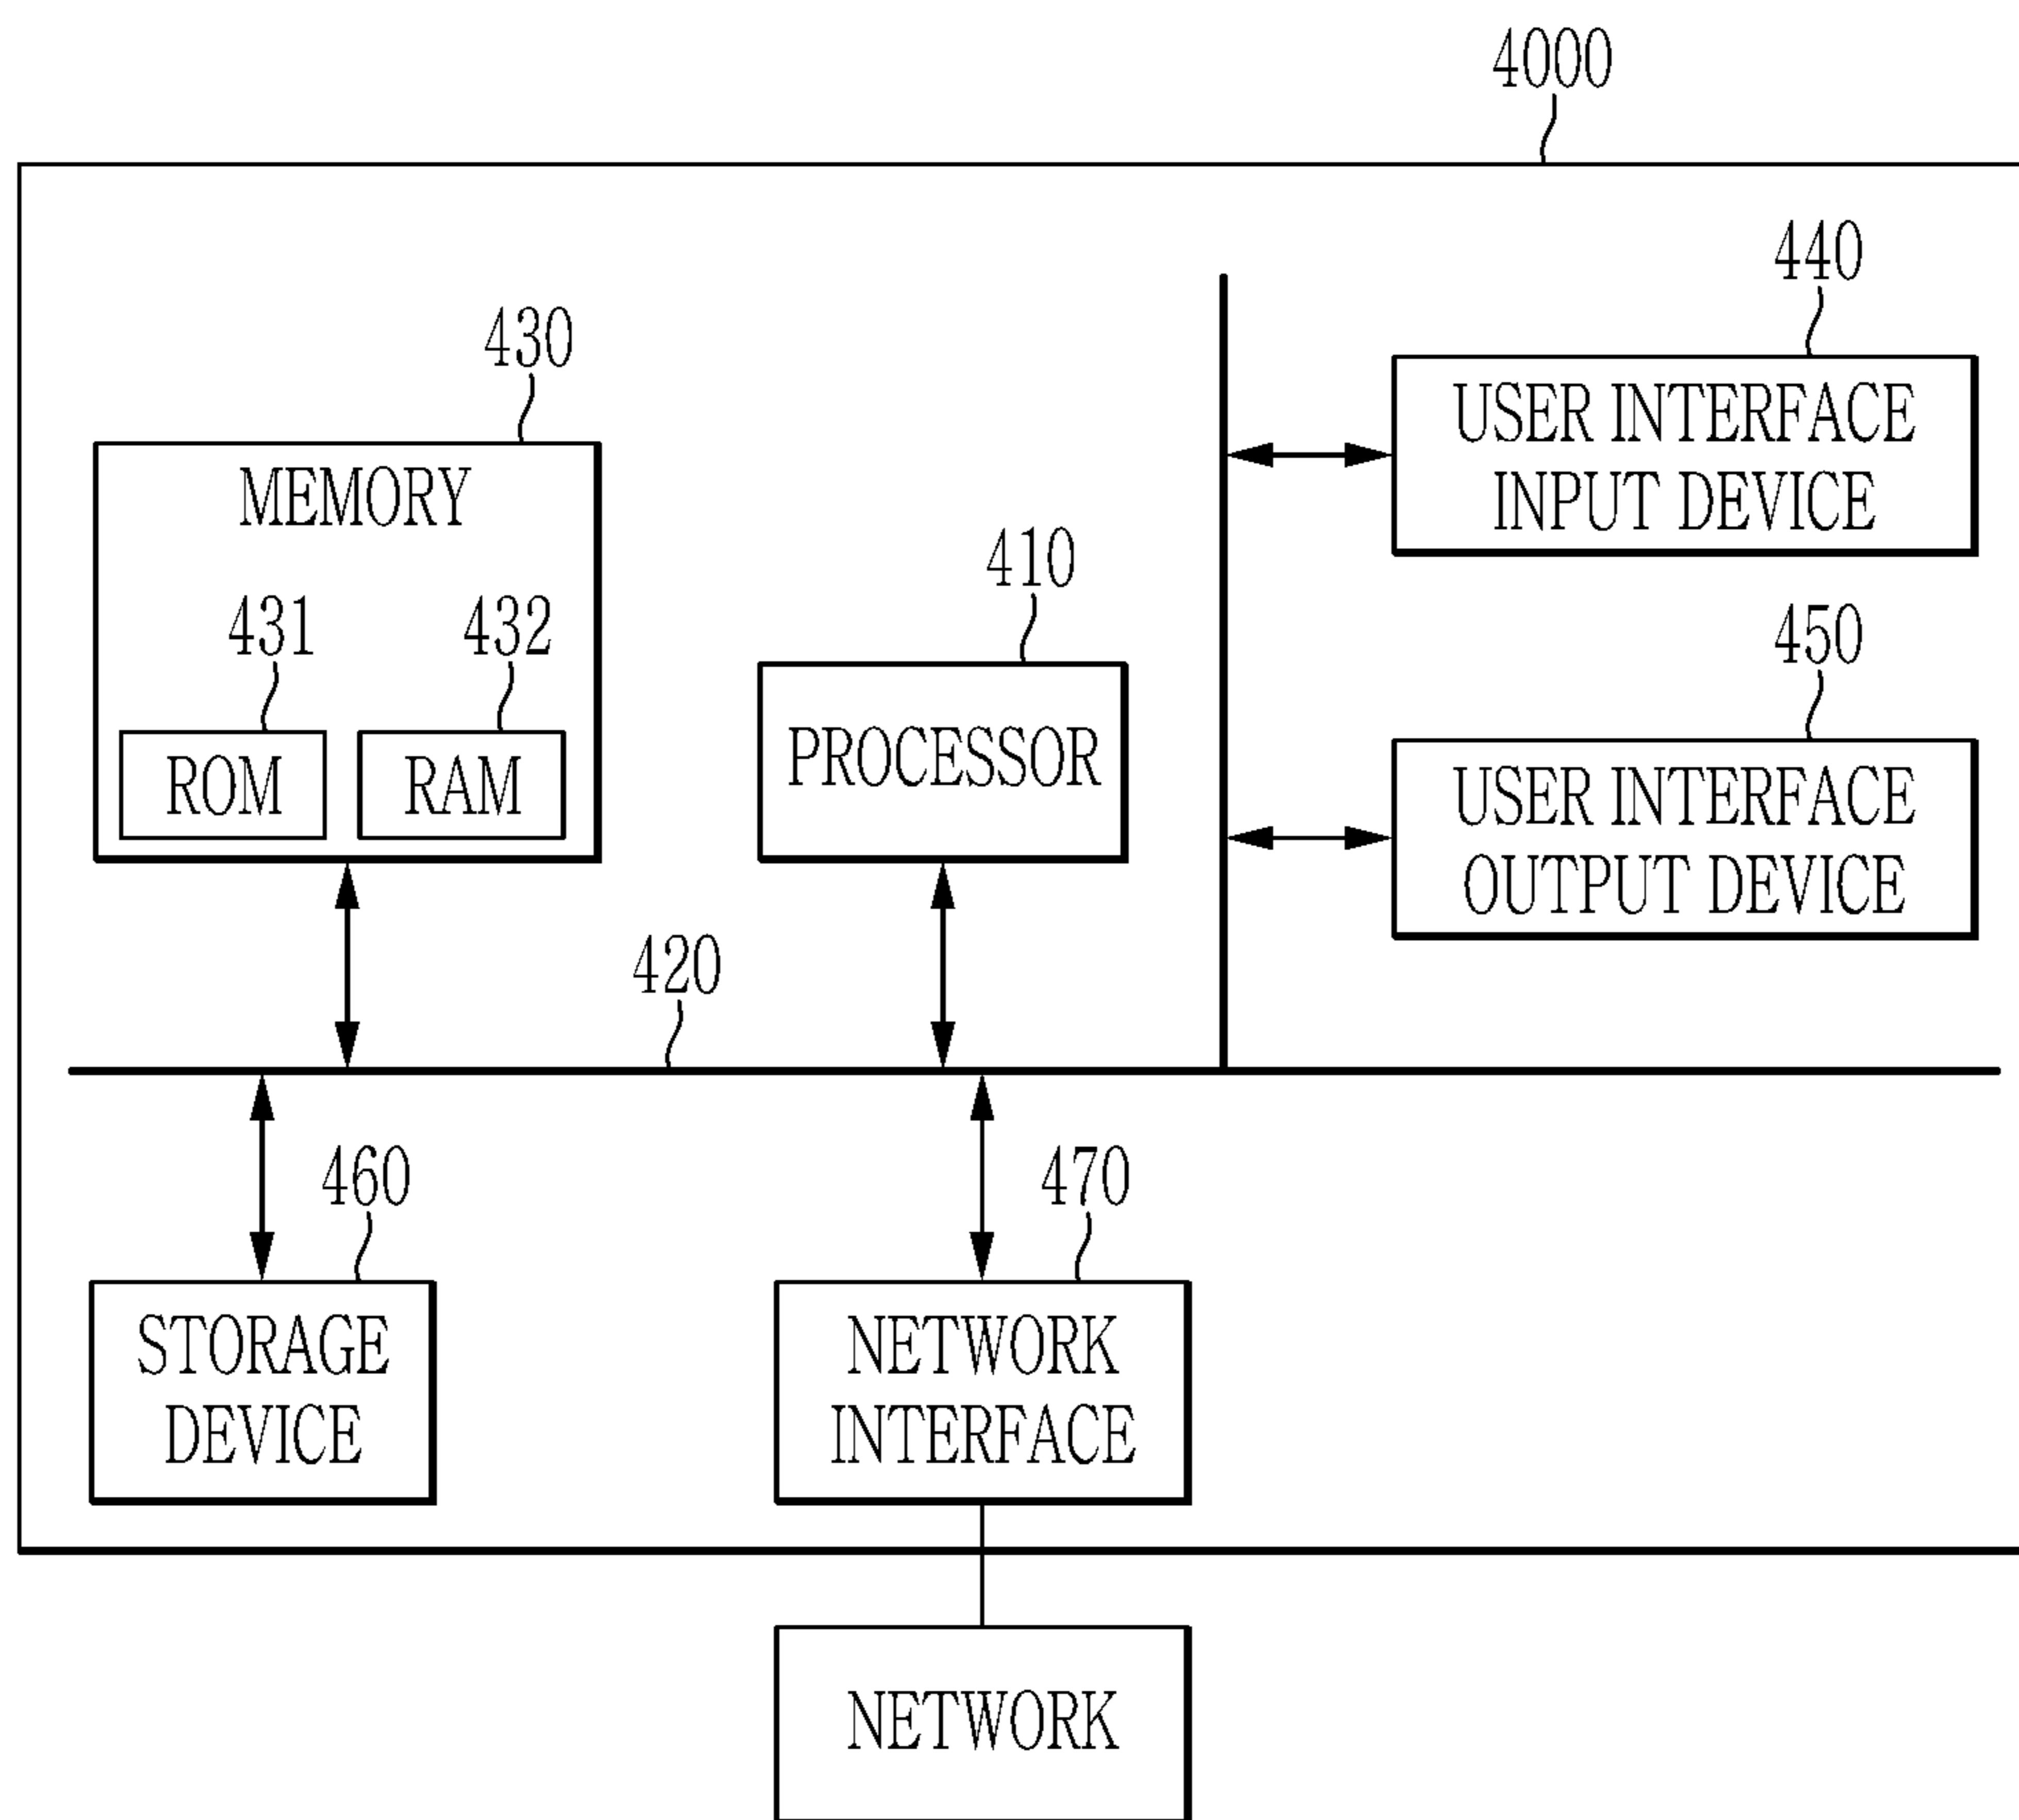 4000
440
430
USER INTERFACE
INPUT DEVICE
MEMORY
410
431
432
450
PROCESSOR
ROM
RAM
USER INTERFACE
OUTPUT DEVICE
420
460
470
STORAGE
DEVICE
NETWORK
INTERFACE
NETWORK